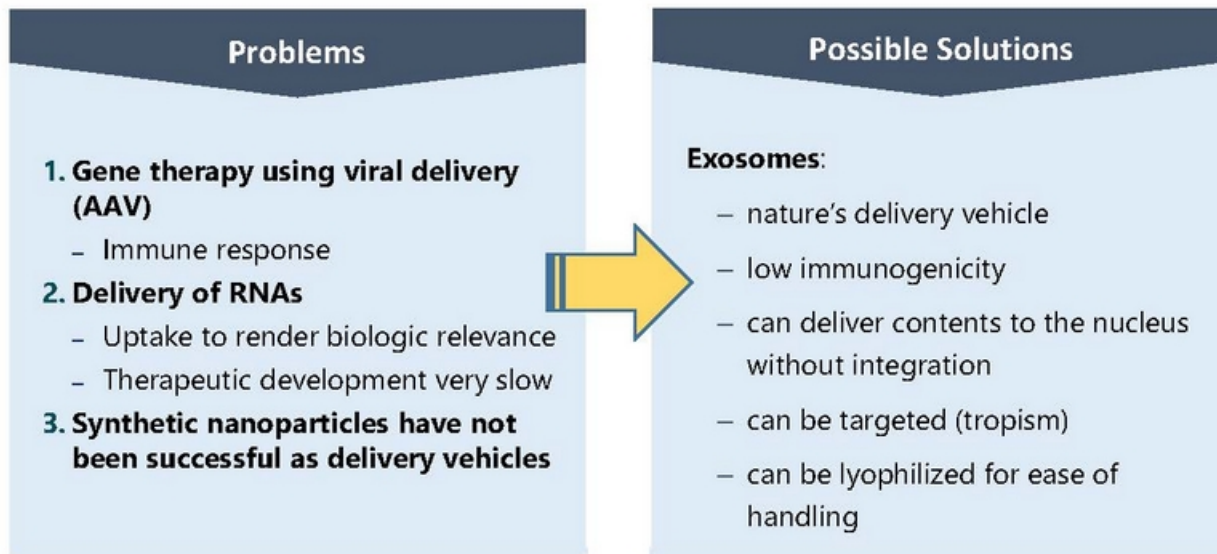 Problems
1. Gene therapy using viral delivery
(AAV)
– Immune response
2. Delivery of RNAs
– Uptake to render biologic relevance
– Therapeutic development very slow
3. Synthetic nanoparticles have not
been successful as delivery vehicles
Possible Solutions
Exosomes:
– nature’s delivery vehicle
– low immunogenicity
– can deliver contents to the nucleus
without integration
– can be targeted (tropism)
– can be lyophilized for ease of
handling